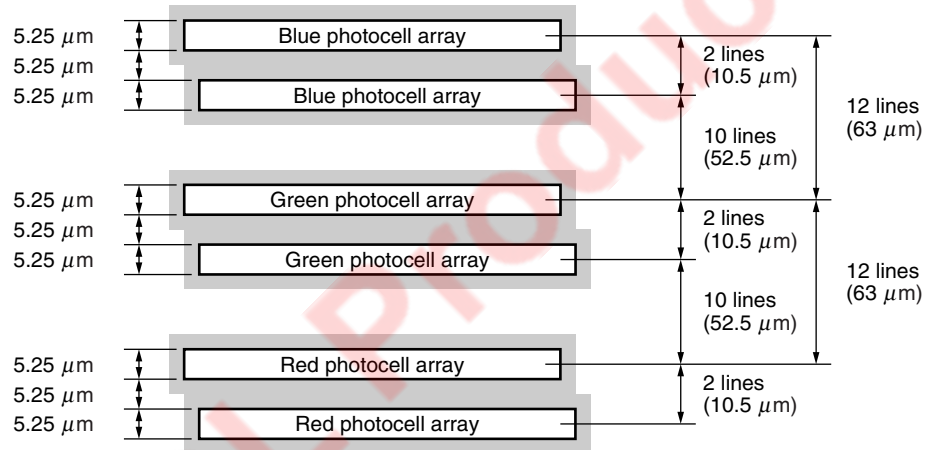 5.25 μm
Blue photocell array
5.25 μm
2 lines
(10.5 μm)
5.25 μm
Blue photocell array
12 lines
(63 μm)
10 lines
(52.5 μm)
5.25 μm
Green photocell array
5.25 μm
2 lines
(10.5 μm)
5.25 μm
Green photocell array
12 lines
(63 μm)
10 lines
(52.5 μm)
5.25 μm
Red photocell array
5.25 μm
2 lines
(10.5 μm)
5.25 μm
Red photocell array
L Produc